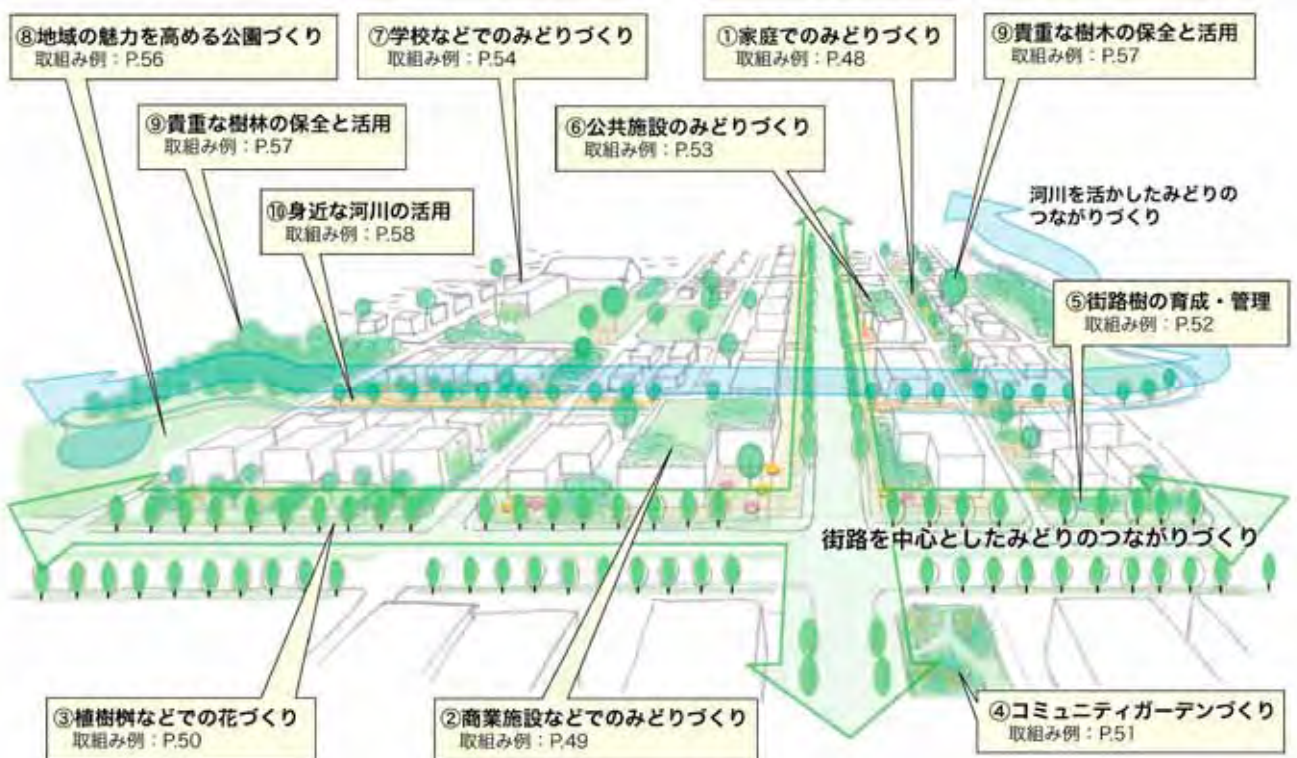 ⑧地域の魅力を高める公園づくり
取組み例：P.56
⑦学校などでのみどりづくり
取組み例：P.54
①家庭でのみどりづくり
取組み例：P.48
⑨貴重な樹木の保全と活用
取組み例：P.57
⑨貴重な樹林の保全と活用
取組み例：P.57
⑥公共施設のみどりづくり
取組み例：P.53
⑩身近な河川の活用
取組み例：P.58
河川を活かしたみどりの
つながりづくり
⑤街路樹の育成・管理
取組み例：P.52
街路を中心としたみどりのつながりづくり
③植樹桝などでの花づくり
取組み例：P.50
②商業施設などでのみどりづくり
取組み例：P.49
④コミュニティガーデンづくり
取組み例：P.51